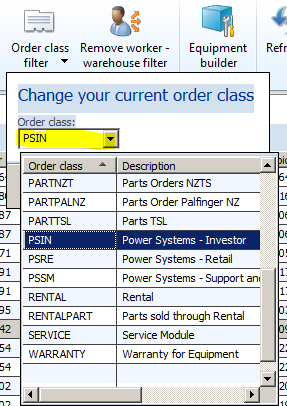 Order class filter
Remove worker - warehouse filter
Equipment builder
Change your current order class
Order class:
PSIN
Order class Description
PARTNZT Parts Orders NZTS
PARTPALNZ Parts Order Palfinger NZ
PARTTSL Parts TSL
PSIN Power Systems - Investor
PSRE Power Systems - Retail
PSSM Power Systems - Support and
RENTAL Rental
RENTALPART Parts sold through Rental
SERVICE Service Module
WARRANTY Warranty for Equipment